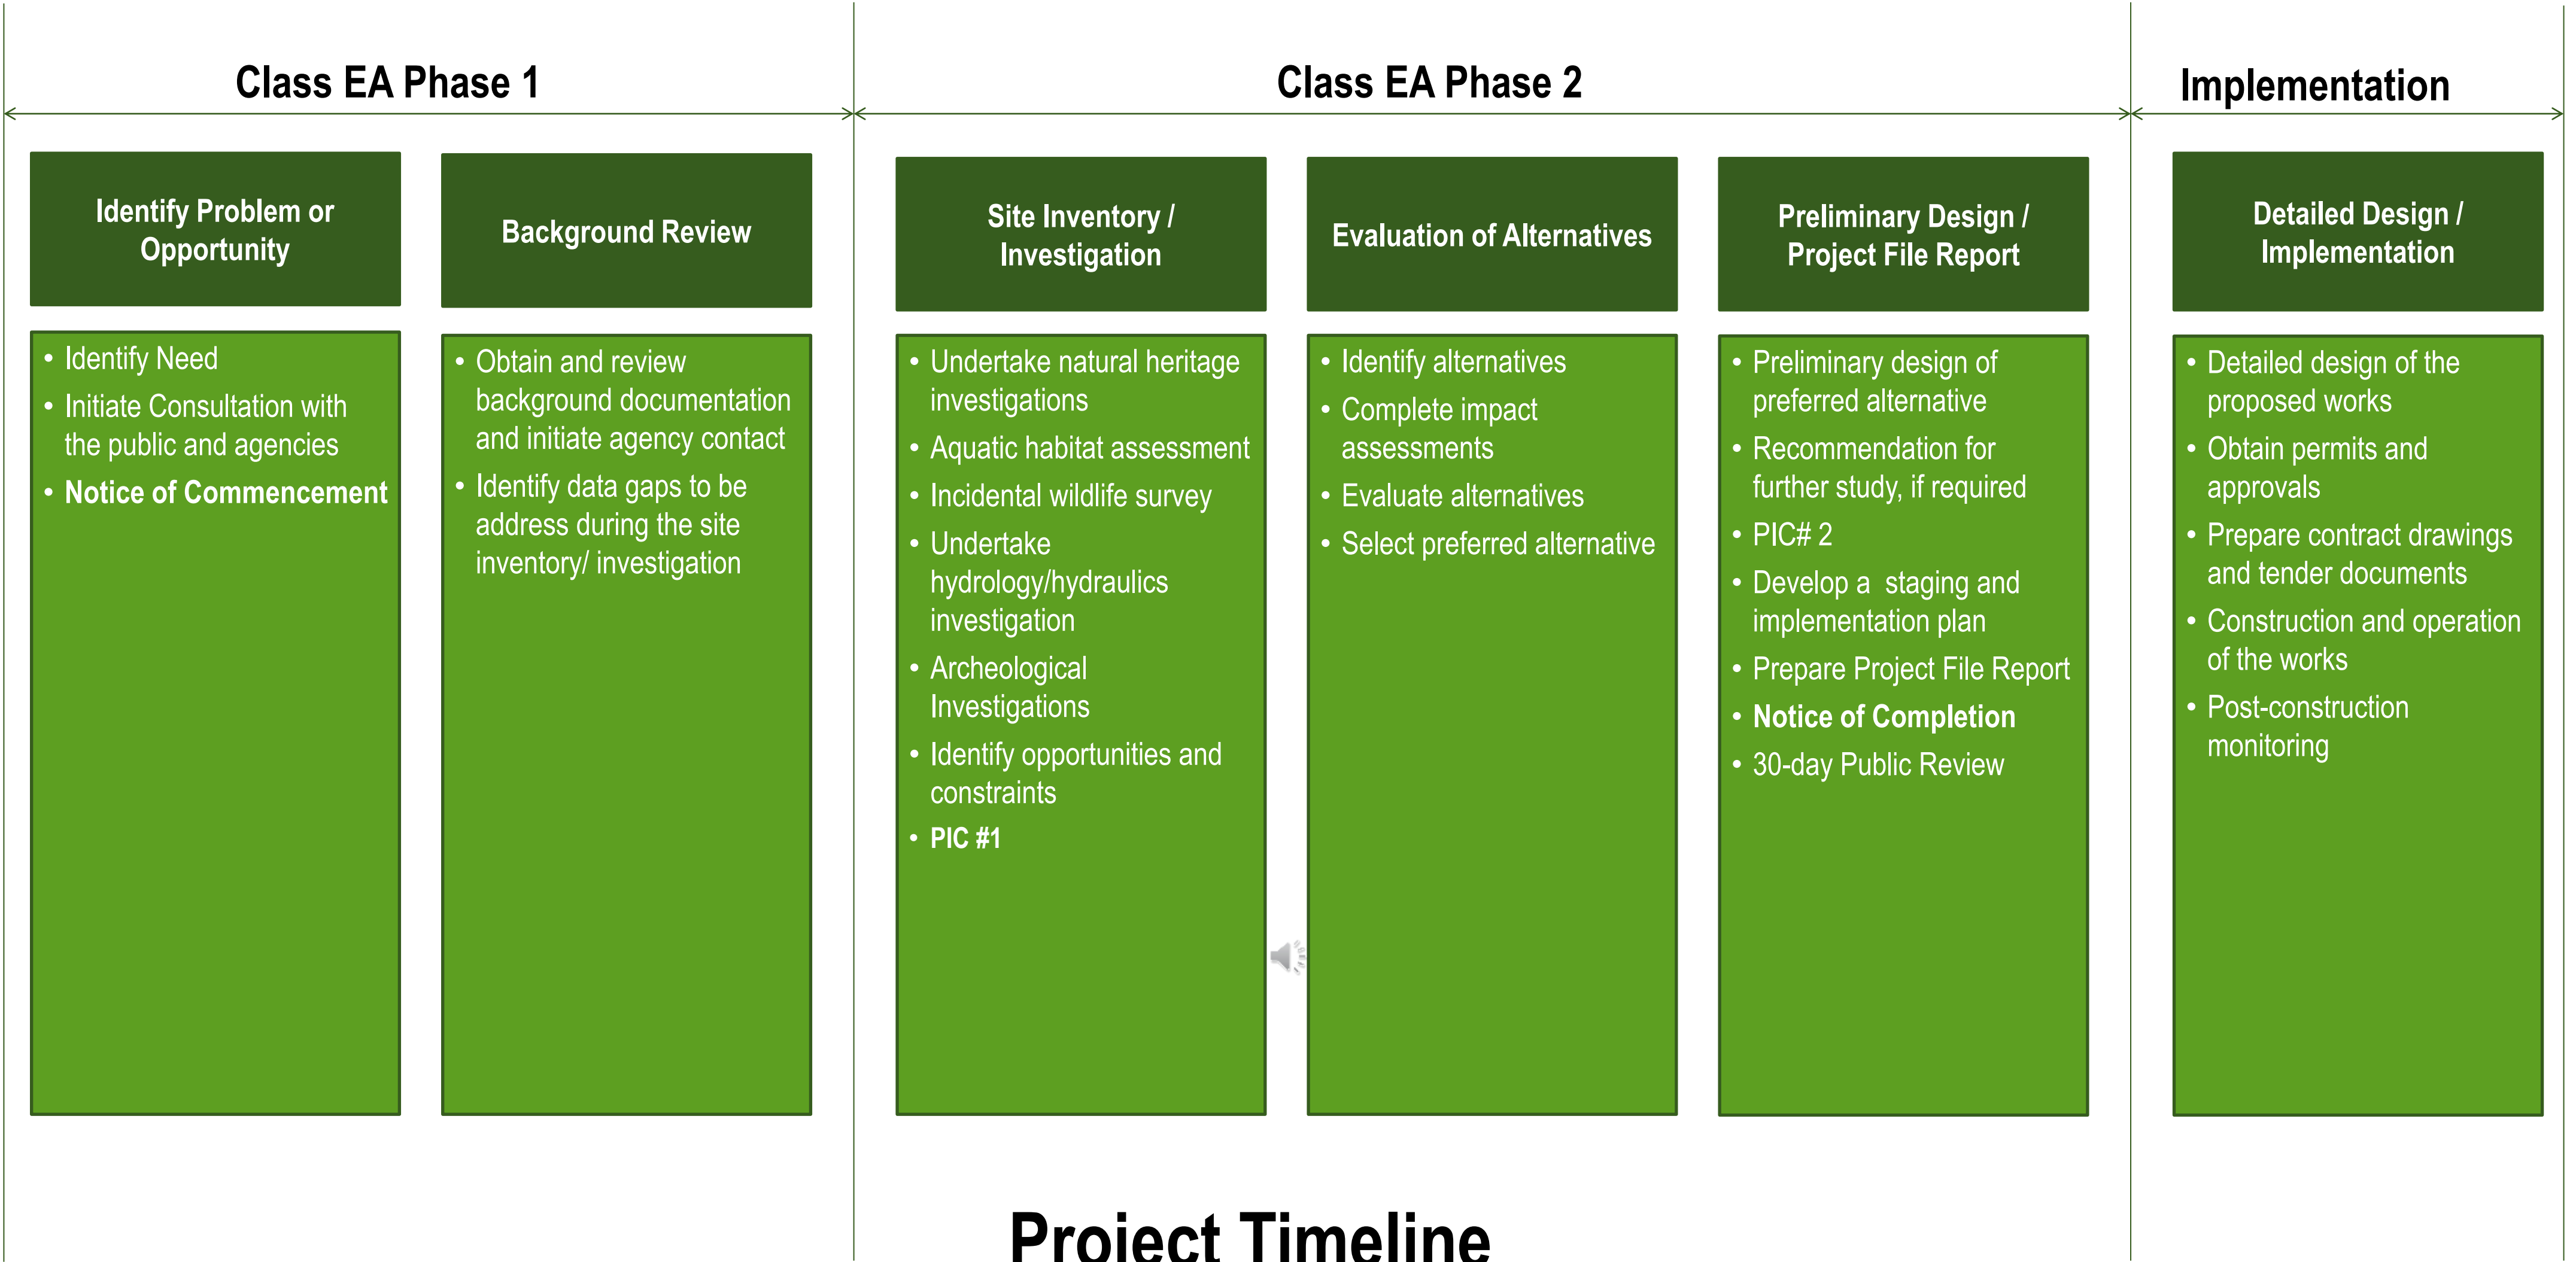 Class EA Phase 1
Class EA Phase 2
Implementation
Identify Problem or
Opportunity
• Identify Need
• Initiate Consultation with
the public and agencies
• Notice of Commencement
Background Review
• Obtain and review
background documentation
and initiate agency contact
• Identify data gaps to be
address during the site
inventory/ investigation
Site Inventory /
Investigation
• Undertake natural heritage
investigations
• Aquatic habitat assessment
• Incidental wildlife survey
• Undertake
hydrology/hydraulics
investigation
• Archeological
Investigations
• Identify opportunities and
constraints
• PIC #1
Evaluation of Alternatives
• Identify alternatives
• Complete impact
assessments
• Evaluate alternatives
• Select preferred alternative
Preliminary Design /
Project File Report
• Preliminary design of
preferred alternative
• Recommendation for
further study, if required
• PIC# 2
• Develop a  staging and
implementation plan
• Prepare Project File Report
• Notice of Completion
• 30-day Public Review
Detailed Design /
Implementation
• Detailed design of the
proposed works
• Obtain permits and
approvals
• Prepare contract drawings
and tender documents
• Construction and operation
of the works
• Post-construction
monitoring
Project Timeline